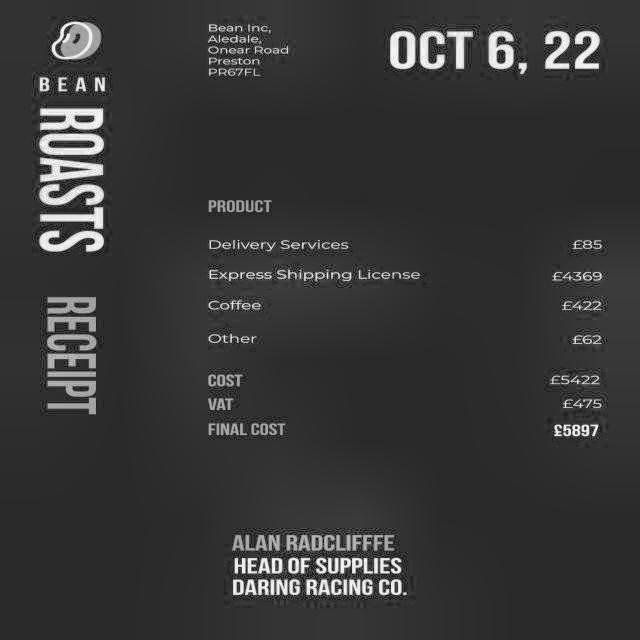 BEAN
ROASTS
RECEIPT
Bean Inc,
Aledale,
Onear Road
Preston
PR67FL
OCT 6, 22
PRODUCT
Delivery Services £85
Express Shipping License £4369
Coffee £422
Other £62
COST £5422
VAT £475
FINAL COST £5897
ALAN RADCLIFFFE
HEAD OF SUPPLIES
DARING RACING CO.